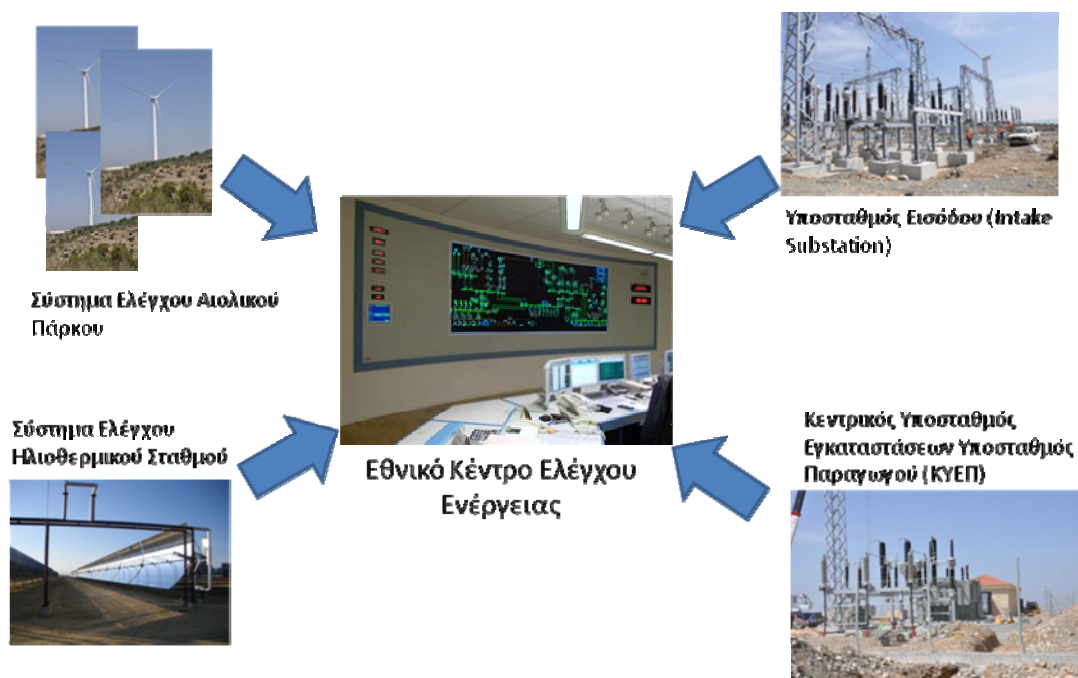 Υποσταθμός Εισόδου (Intake
Substation)
Σύστημα Ελέγχου Αιολικού
Πάρκου
Σύστημα Ελέγχου
Ηλιοθερμικού Σταθμού
Εθνικό Κέντρο Ελέγχου
Ενέργειας
Κεντρικός Υποσταθμός
Εγκαταστάσεων Υποσταθμός
Παραγωγού (ΚΥΕΠ)